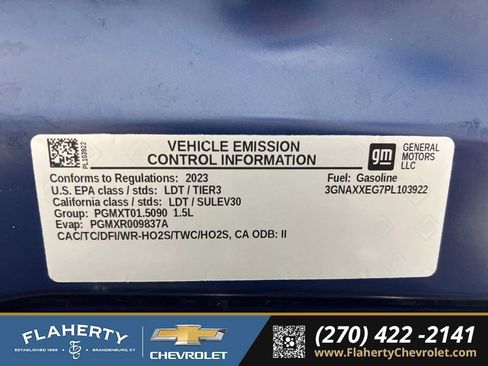 PL103922
VEHICLE EMISSION
CONTROL INFORMATION
gm
GENERAL
MOTORS
LLC
Conforms to Regulations: 2023
Fuel: Gasoline
U.S. EPA class / stds: LDT / TIER3
3GNAXXEG7PL103922
California class / stds: LDT / SULEV30
Group: PGMXT01.5090 1.5L
Evap: PGMXR009837A
CAC/TC/DFI/WR-HO2S/TWC/HO2S, CA ODB: II
FLAHERTY
ESTABLISHED 1996
BRANDENBURG, KY
CHEVROLET
(270) 422 -2141
www.FlahertyChevrolet.com